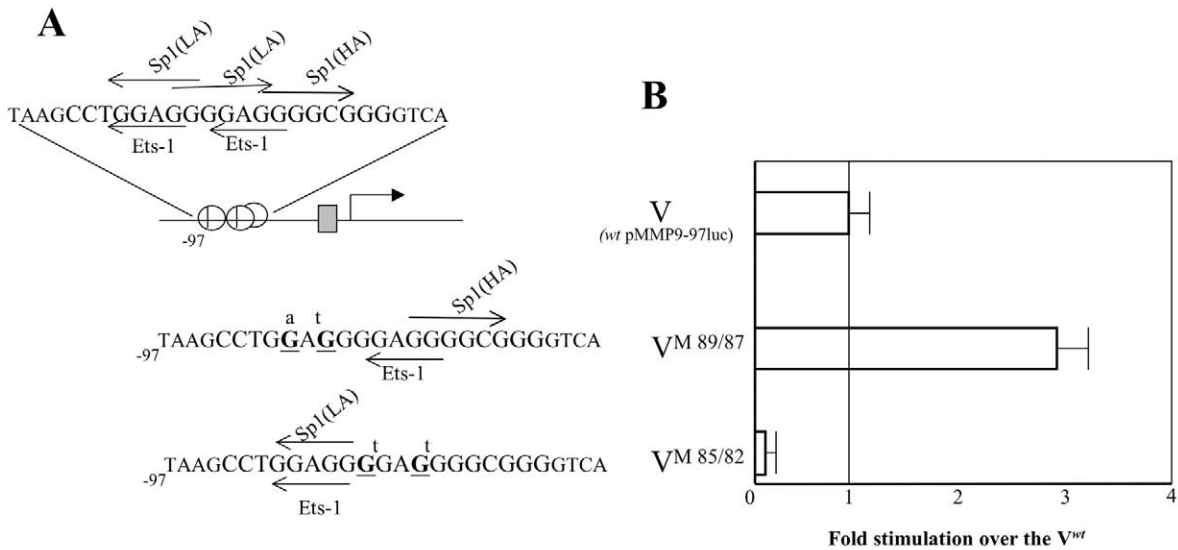 A
Sp1(LA) Sp1(LA) Sp1(HA)
TAAGCCTGGAGGGGAGGGGCGGGGTCA
Ets-1 Ets-1
-97
Sp1(HA)
a t
-97TAAGCCTGGAGGGGAGGGGCGGGGTCA
Ets-1
Sp1(LA)
t t
-97TAAGCCTGGAGGGGAGGGGCGGGGTCA
Ets-1
B
V
(wt pMMP9-97luc)
VM 89/87
VM 85/82
0 1 2 3 4
Fold stimulation over the Vwt